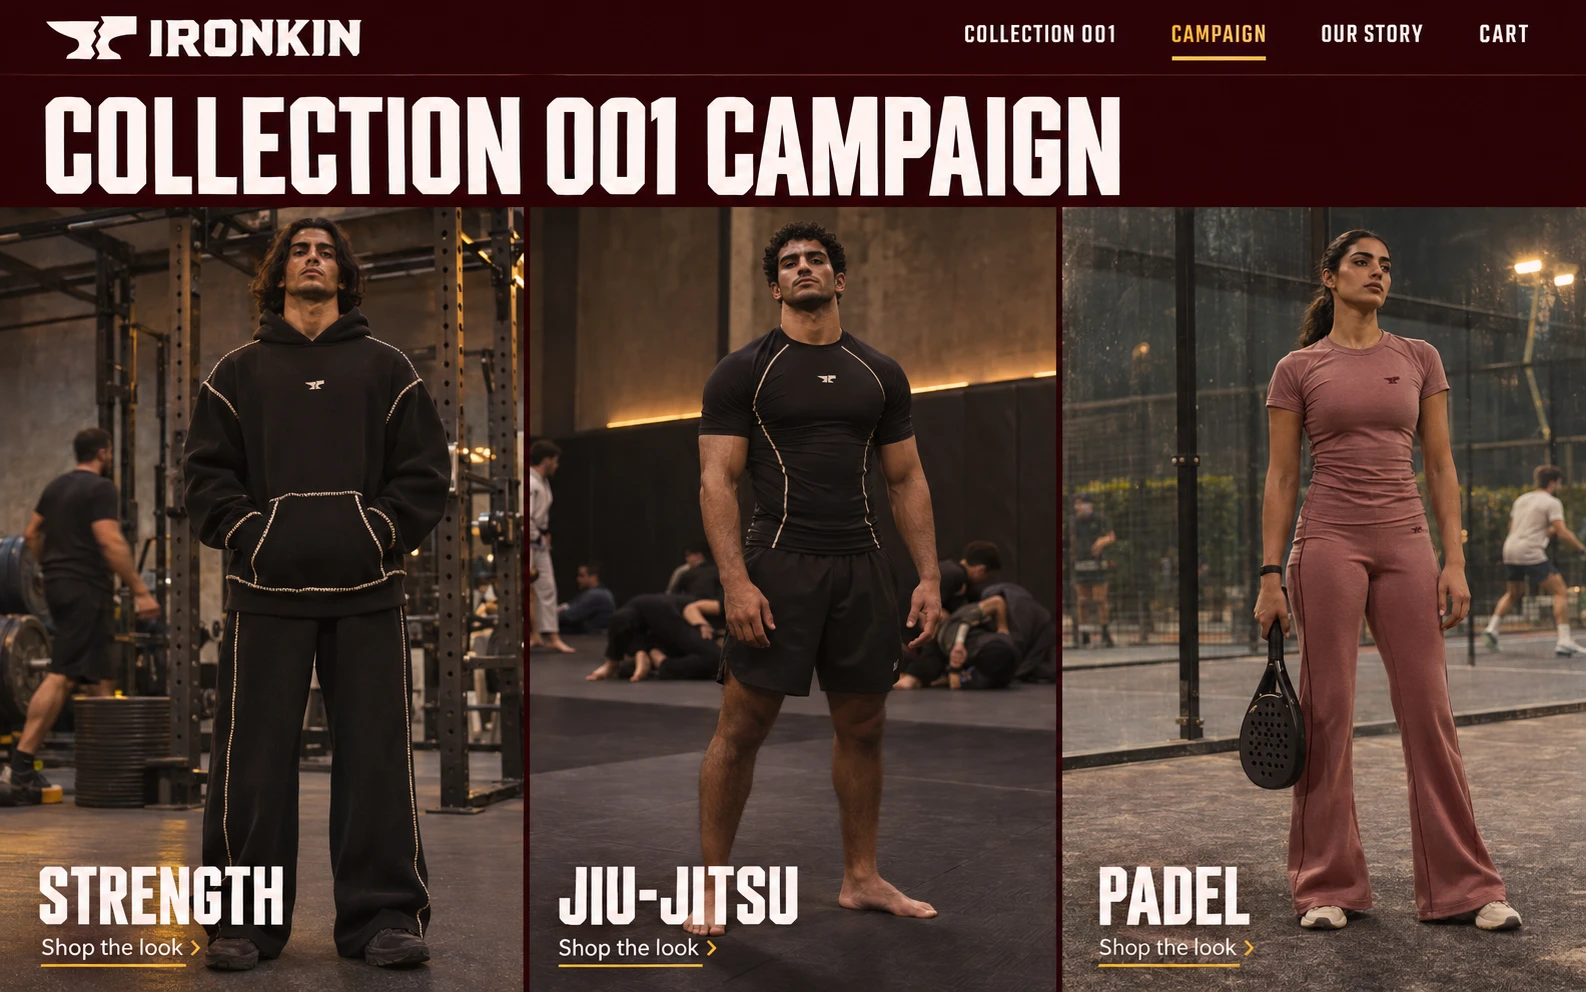 IRONKIN
COLLECTION 001
CAMPAIGN
OUR STORY
CART
COLLECTION 001 CAMPAIGN
STRENGTH
Shop the look
JIU-JITSU
Shop the look
PADEL
Shop the look